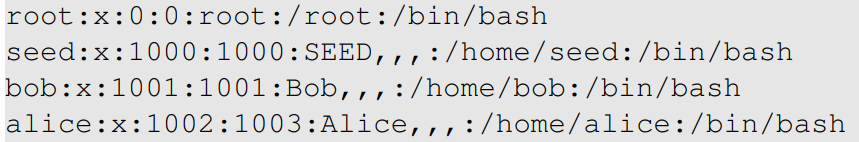 root:x:0:0:root:/root:/bin/bash
seed:x:1000:1000:SEED,,,:/home/seed:/bin/bash
bob:x:1001:1001:Bob,,,:/home/bob:/bin/bash
alice:x:1002:1003:Alice,,,:/home/alice:/bin/bash